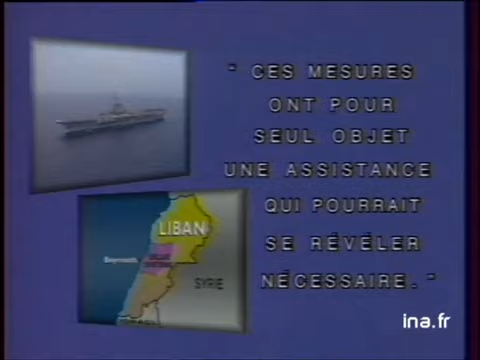 " CES MESURES
ONT POUR
SEUL OBJET
UNE ASSISTANCE
QUI POURRAIT
SE RÉVÉLER
NÉCESSAIRE. "
LIBAN
Beyrouth
SYRIE
ina.fr